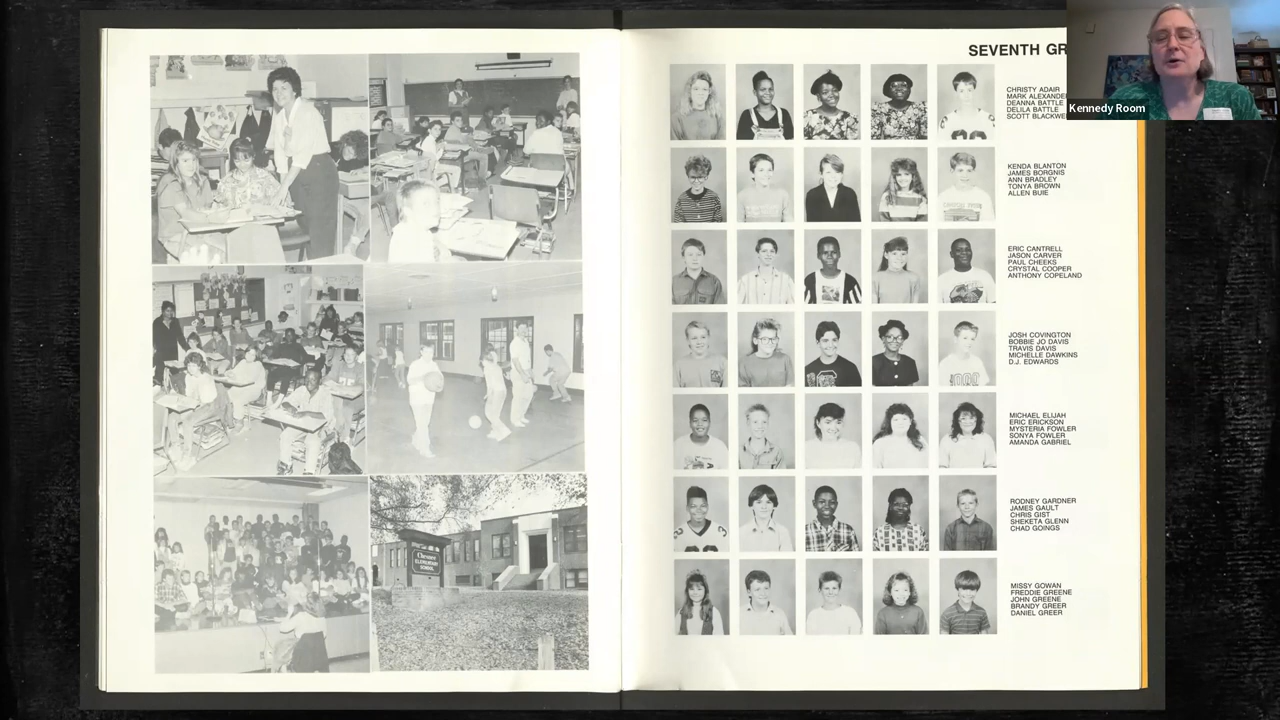 SEVENTH GR
CHRISTY ADAIR
MARK ALEXANDE
DEANNA BATTLE
DELILA BATTLE
SCOTT BLACKWE
Kennedy Room
KENDA BLANTON
JAMES BORGNIS
ANN BRADLEY
TONYA BROWN
ALLEN BUIE
ERIC CANTRELL
JASON CARVER
PAUL CHEEKS
CRYSTAL COOPER
ANTHONY COPELAND
JOSH COVINGTON
BOBBIE JO DAVIS
TRAVIS DAVIS
MICHELLE DAWKINS
D.J. EDWARDS
MICHAEL ELIJAH
ERIC ERICKSON
MYSTERIA FOWLER
SONYA FOWLER
AMANDA GABRIEL
RODNEY GARDNER
JAMES GAULT
CHRIS GIST
SHEKETA GLENN
CHAD GOINGS
MISSY GOWAN
FREDDIE GREENE
JOHN GREENE
BRANDY GREER
DANIEL GREER
ELEMENTARY
SCHOOL